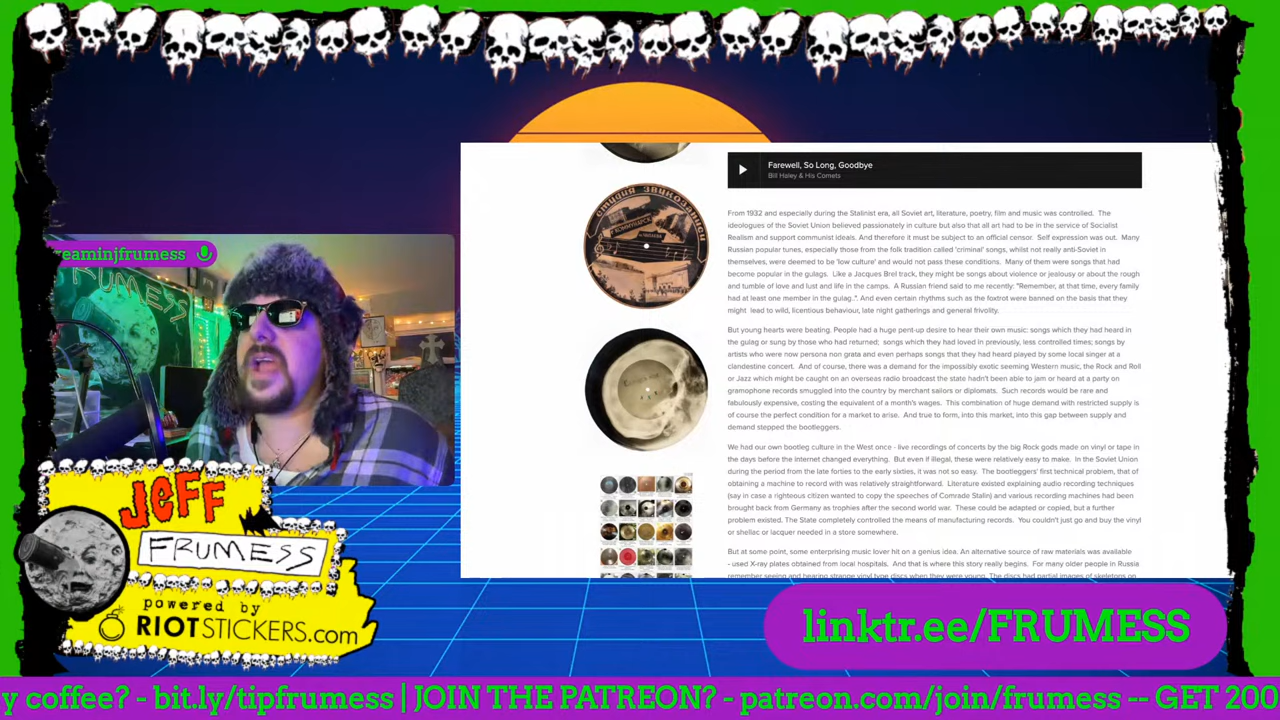 Farewell, So Long, Goodbye
Bill Haley & His Comets
СТУДИЯ ЗВУКОЗАПИСИ
From 1932 and especially during the Stalinist era, all Soviet art, literature, poetry, film and music was controlled. The
ideologues of the Soviet Union believed passionately in culture but also that all art had to be in the service of Socialist
Realism and support communist ideals. And therefore it must be subject to an official censor. Self expression was out. Many
Russian popular tunes, especially those from the folk tradition called 'criminal' songs, whilst not really anti-Soviet in
themselves, were deemed to be 'low culture' and would not pass these conditions. Many of them were songs that had
become popular in the gulags. Like a Jacques Brel track, they might be songs about violence or jealousy or about the rough
and tumble of love and lust and life in the camps. A Russian friend said to me recently: "Remember, at that time, every family
had at least one member in the gulag..". And even certain rhythms such as the foxtrot were banned on the basis that they
might lead to wild, licentious behaviour, late night gatherings and general frivolity.
But young hearts were beating. People had a huge pent-up desire to hear their own music: songs which they had heard in
the gulag or sung by those who had returned; songs which they had loved in previously, less controlled times; songs by
artists who were now persona non grata and even perhaps songs that they had heard played by some local singer at a
clandestine concert. And of course, there was a demand for the impossibly exotic seeming Western music, the Rock and Roll
or Jazz which might be caught on an overseas radio broadcast the state hadn't been able to jam or heard at a party on
gramophone records smuggled into the country by merchant sailors or diplomats. Such records would be rare and
fabulously expensive, costing the equivalent of a month's wages. This combination of huge demand with restricted supply is
of course the perfect condition for a market to arise. And true to form, into this market, into this gap between supply and
demand stepped the bootleggers.
We had our own bootleg culture in the West once - live recordings of concerts by the big Rock gods made on vinyl or tape in
the days before the internet changed everything. But even if illegal, these were relatively easy to make. In the Soviet Union
during the period from the late forties to the early sixties, it was not so easy. The bootleggers' first technical problem, that of
obtaining a machine to record with was relatively straightforward. Literature existed explaining audio recording techniques
(say in case a righteous citizen wanted to copy the speeches of Comrade Stalin) and various recording machines had been
brought back from Germany as trophies after the second world war. These could be adapted or copied, but a further
problem existed. The State completely controlled the means of manufacturing records. You couldn't just go and buy the vinyl
or shellac or lacquer needed in a store somewhere.
But at some point, some enterprising music lover hit on a genius idea. An alternative source of raw materials was available
- used X-ray plates obtained from local hospitals. And that is where this story really begins. For many older people in Russia
remember seeing and hearing strange vinyl type discs when they were young. The discs had partial images of skeletons on
reaminjfrumess
FRUMESS
JEFF
FRUMESS
powered by
RIOTSTICKERS.com
linktr.ee/FRUMESS
y coffee? - bit.ly/tipfrumess | JOIN THE PATREON? - patreon.com/join/frumess -- GET 200